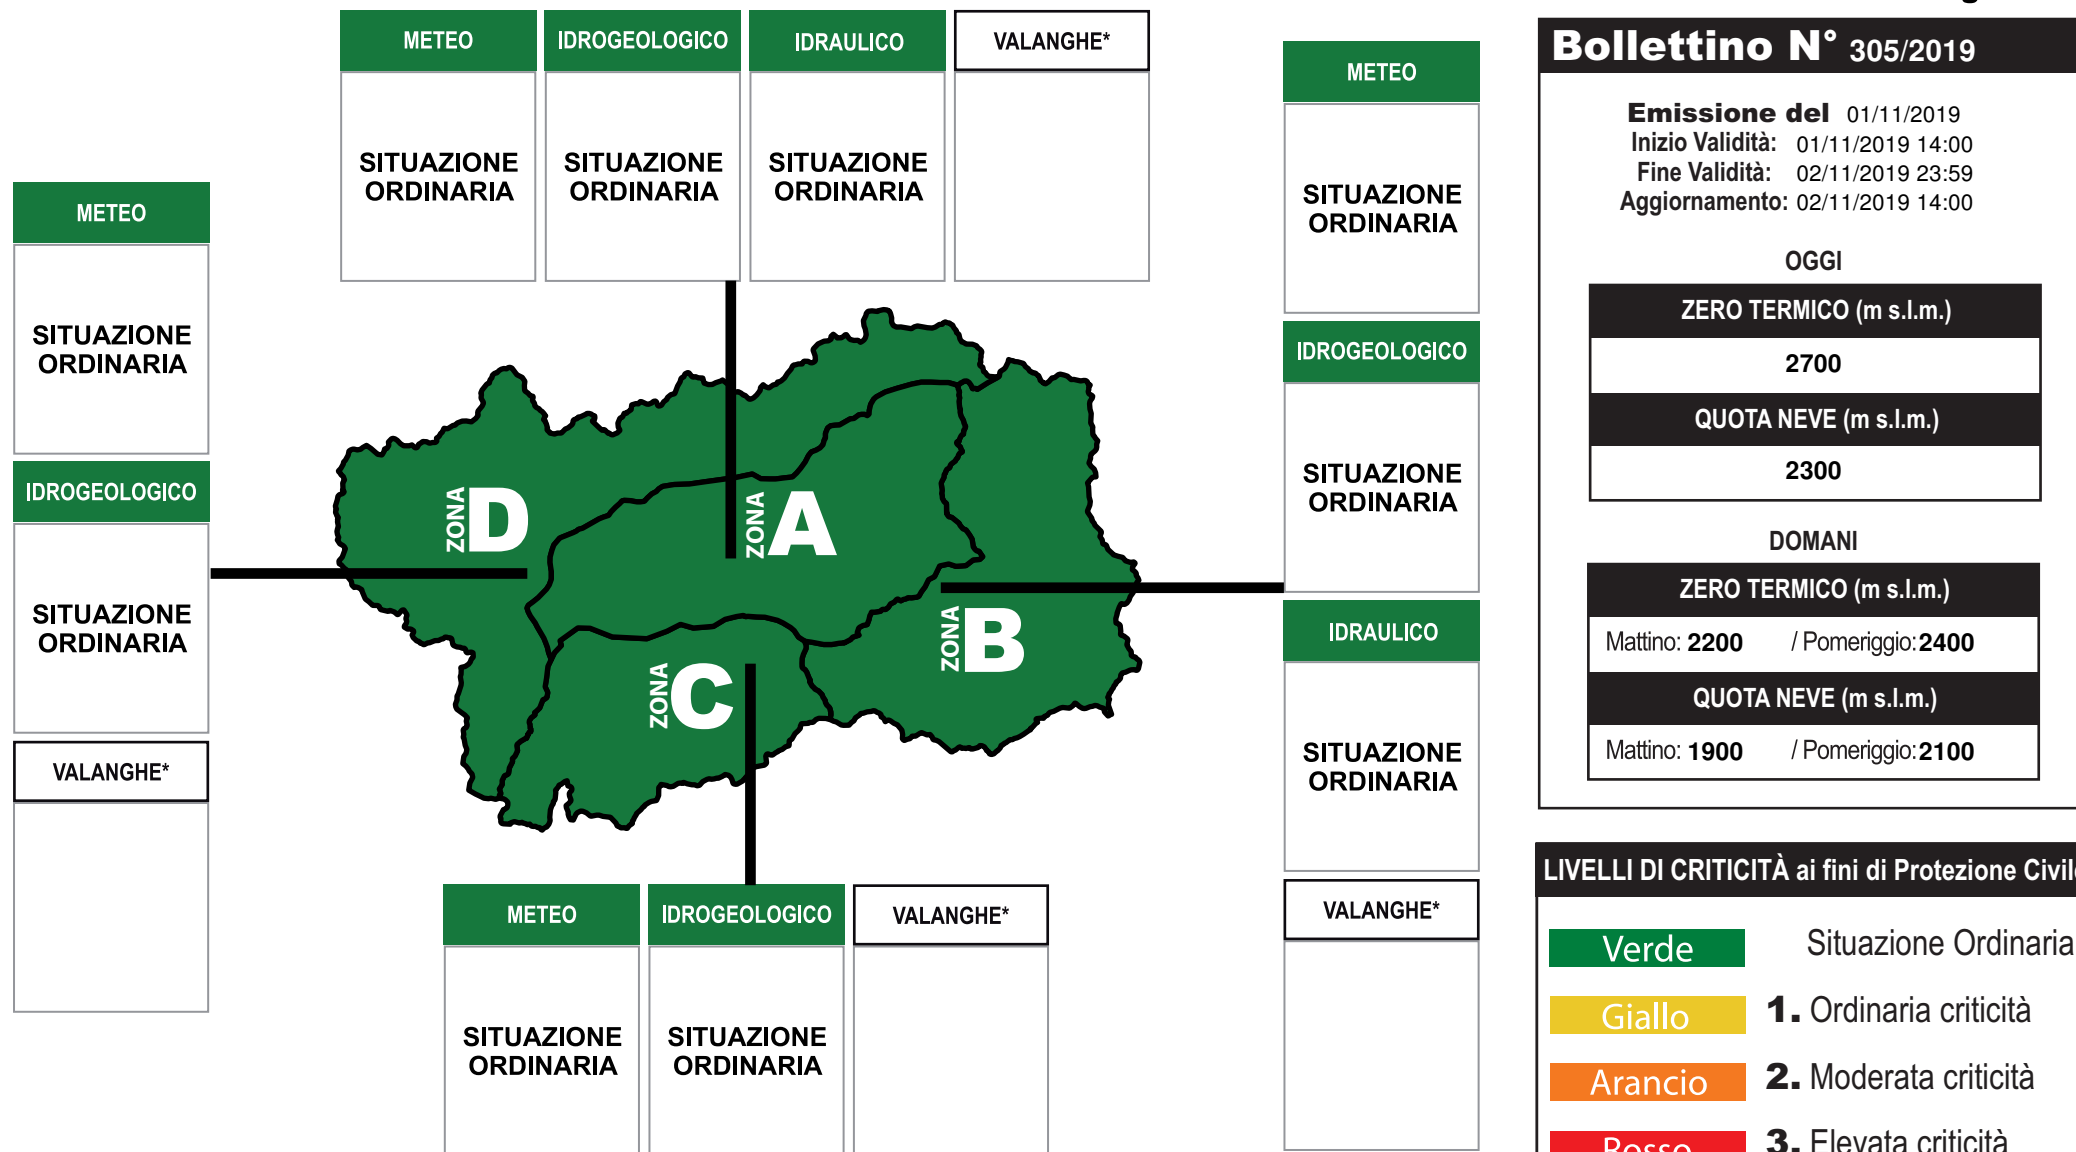 METEO IDROGEOLOGICO IDRAULICO VALANGHE*
SITUAZIONE ORDINARIA
SITUAZIONE ORDINARIA
SITUAZIONE ORDINARIA
METEO
SITUAZIONE
ORDINARIA
IDROGEOLOGICO
SITUAZIONE
ORDINARIA
VALANGHE*
ZONA D
ZONA A
ZONA B
ZONA C
METEO
SITUAZIONE
ORDINARIA
IDROGEOLOGICO
SITUAZIONE
ORDINARIA
IDRAULICO
SITUAZIONE
ORDINARIA
VALANGHE*
METEO IDROGEOLOGICO VALANGHE*
SITUAZIONE ORDINARIA
SITUAZIONE ORDINARIA
Bollettino N° 305/2019
Emissione del 01/11/2019
Inizio Validità: 01/11/2019 14:00
Fine Validità: 02/11/2019 23:59
Aggiornamento: 02/11/2019 14:00
OGGI
ZERO TERMICO (m s.l.m.)
2700
QUOTA NEVE (m s.l.m.)
2300
DOMANI
ZERO TERMICO (m s.l.m.)
Mattino: 2200 / Pomeriggio: 2400
QUOTA NEVE (m s.l.m.)
Mattino: 1900 / Pomeriggio: 2100
LIVELLI DI CRITICITÀ ai fini di Protezione Civile
Verde Situazione Ordinaria
Giallo 1. Ordinaria criticità
Arancio 2. Moderata criticità
Rosso 3. Elevata criticità